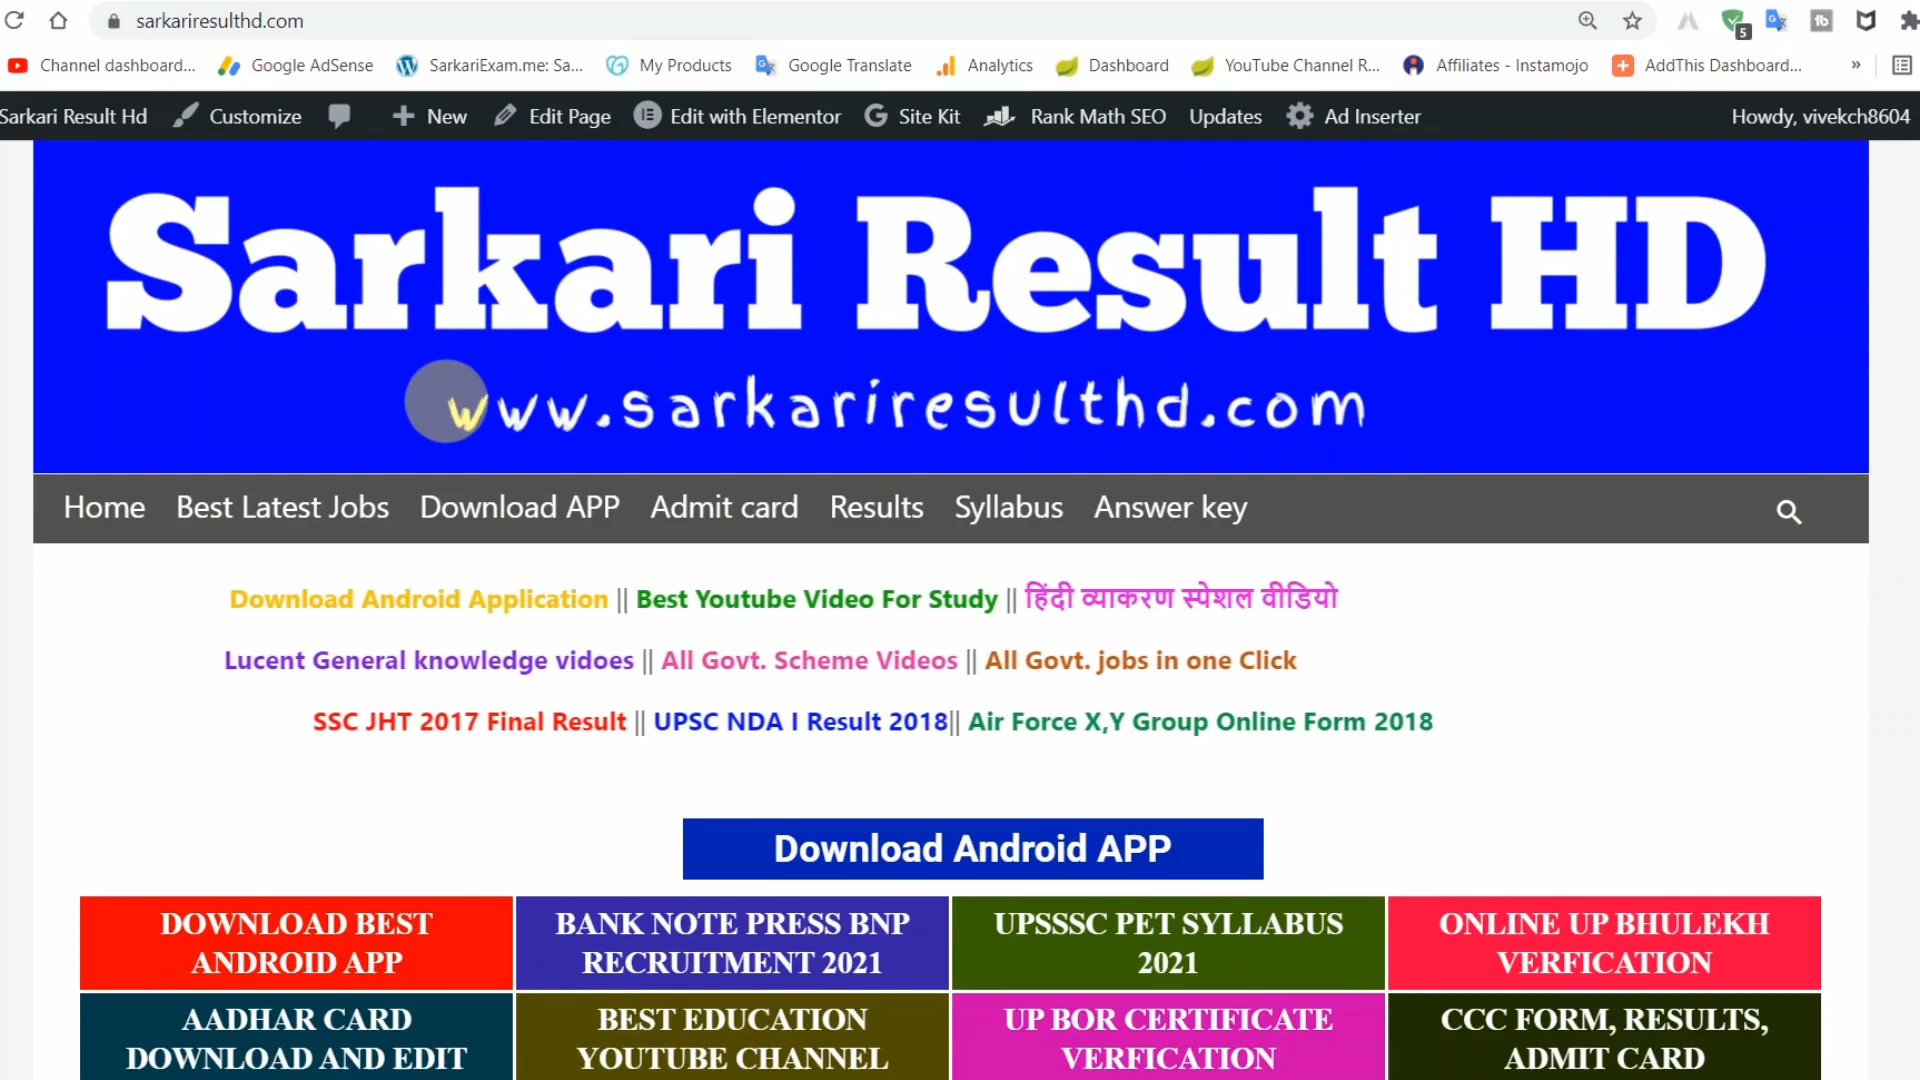 sarkariresulthd.com
5
Channel dashboard... Google AdSense SarkariExam.me: Sa... My Products Google Translate Analytics Dashboard YouTube Channel R... Affiliates - Instamojo AddThis Dashboard... »
Sarkari Result Hd Customize New Edit Page Edit with Elementor Site Kit Rank Math SEO Updates Ad Inserter Howdy, vivekch8604
Sarkari Result HD
www.sarkariresulthd.com
Home Best Latest Jobs Download APP Admit card Results Syllabus Answer key
Download Android Application || Best Youtube Video For Study || हिंदी व्याकरण स्पेशल वीडियो
Lucent General knowledge vidoes || All Govt. Scheme Videos || All Govt. jobs in one Click
SSC JHT 2017 Final Result || UPSC NDA I Result 2018|| Air Force X,Y Group Online Form 2018
Download Android APP
DOWNLOAD BEST
ANDROID APP
BANK NOTE PRESS BNP
RECRUITMENT 2021
UPSSSC PET SYLLABUS
2021
ONLINE UP BHULEKH
VERFICATION
AADHAR CARD
DOWNLOAD AND EDIT
BEST EDUCATION
YOUTUBE CHANNEL
UP BOR CERTIFICATE
VERFICATION
CCC FORM, RESULTS,
ADMIT CARD